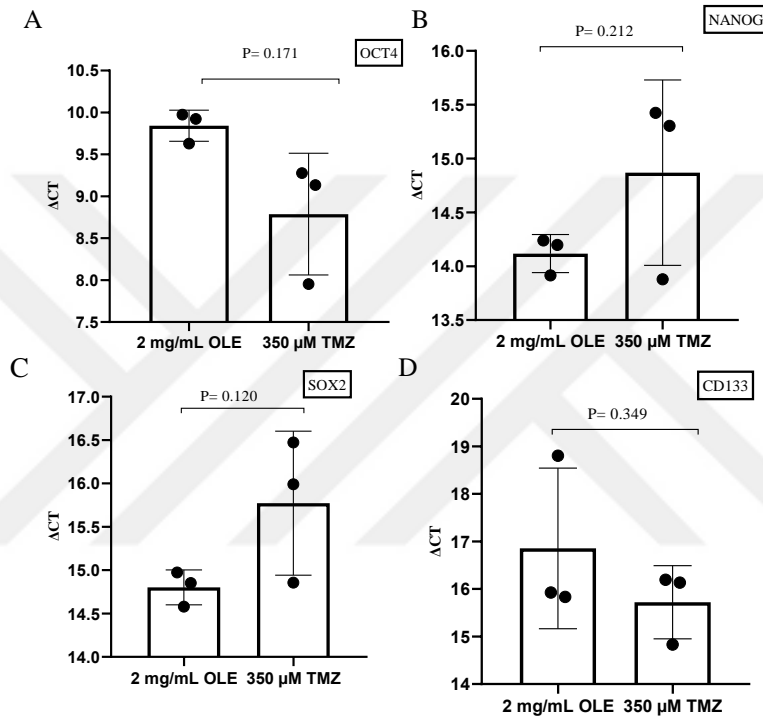 A
P= 0.171
OCT4
ΔCT
10.5
10.0
9.5
9.0
8.5
8.0
7.5
2 mg/mL OLE
350 µM TMZ
B
NANOG
P= 0.212
ΔCT
16.0
15.5
15.0
14.5
14.0
13.5
2 mg/mL OLE
350 µM TMZ
C
SOX2
P= 0.120
ΔCT
17.0
16.5
16.0
15.5
15.0
14.5
14.0
2 mg/mL OLE
350 µM TMZ
D
CD133
P= 0.349
ΔCT
20
19
18
17
16
15
14
2 mg/mL OLE
350 µM TMZ